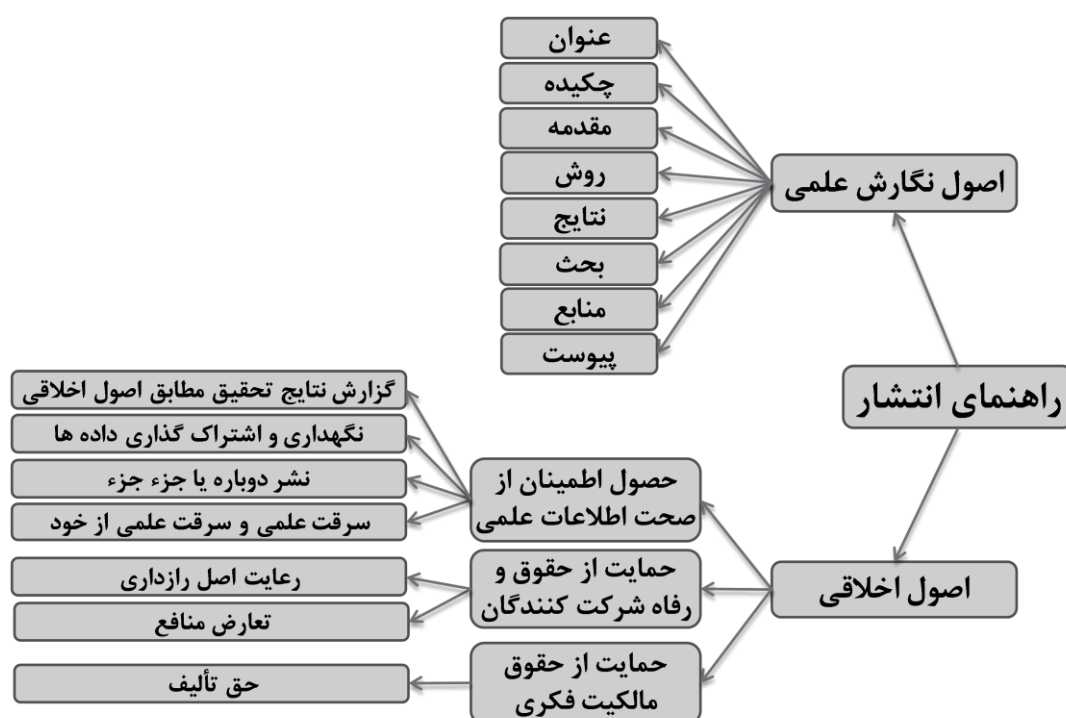 راهنمای انتشار
اصول نگارش علمی
عنوان
چکیده
مقدمه
روش
نتایج
بحث
منابع
پیوست
اصول اخلاقی
حصول اطمینان از
صحت اطلاعات علمی
گزارش نتایج تحقیق مطابق اصول اخلاقی
نگهداری و اشتراک گذاری داده ها
نشر دوباره یا جزء جزء
سرقت علمی و سرقت علمی از خود
حمایت از حقوق و
رفاه شرکت کنندگان
رعایت اصل رازداری
تعارض منافع
حمایت از حقوق
مالکیت فکری
حق تألیف